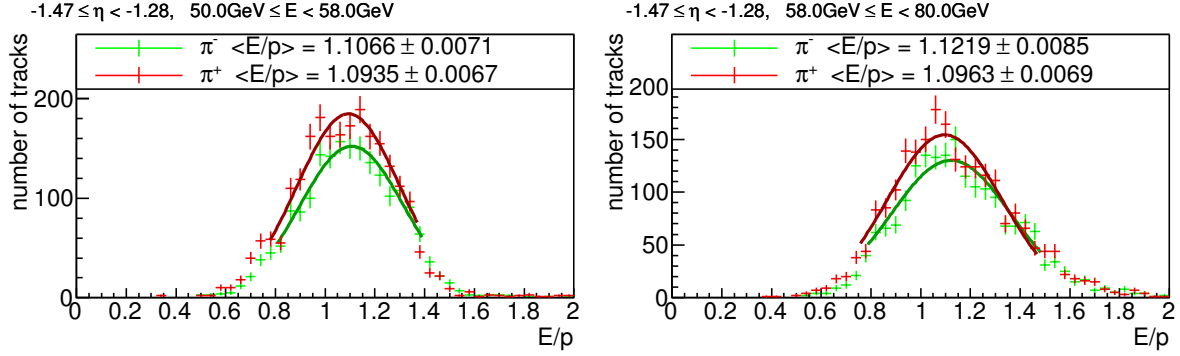 -1.47 ≤ η < -1.28, 50.0GeV ≤ E < 58.0GeV
π⁻ <E/p> = 1.1066 ± 0.0071
π⁺ <E/p> = 1.0935 ± 0.0067
number of tracks
200
100
0
0 0.2 0.4 0.6 0.8 1 1.2 1.4 1.6 1.8 2
E/p
-1.47 ≤ η < -1.28, 58.0GeV ≤ E < 80.0GeV
π⁻ <E/p> = 1.1219 ± 0.0085
π⁺ <E/p> = 1.0963 ± 0.0069
number of tracks
200
150
100
50
0
0 0.2 0.4 0.6 0.8 1 1.2 1.4 1.6 1.8 2
E/p